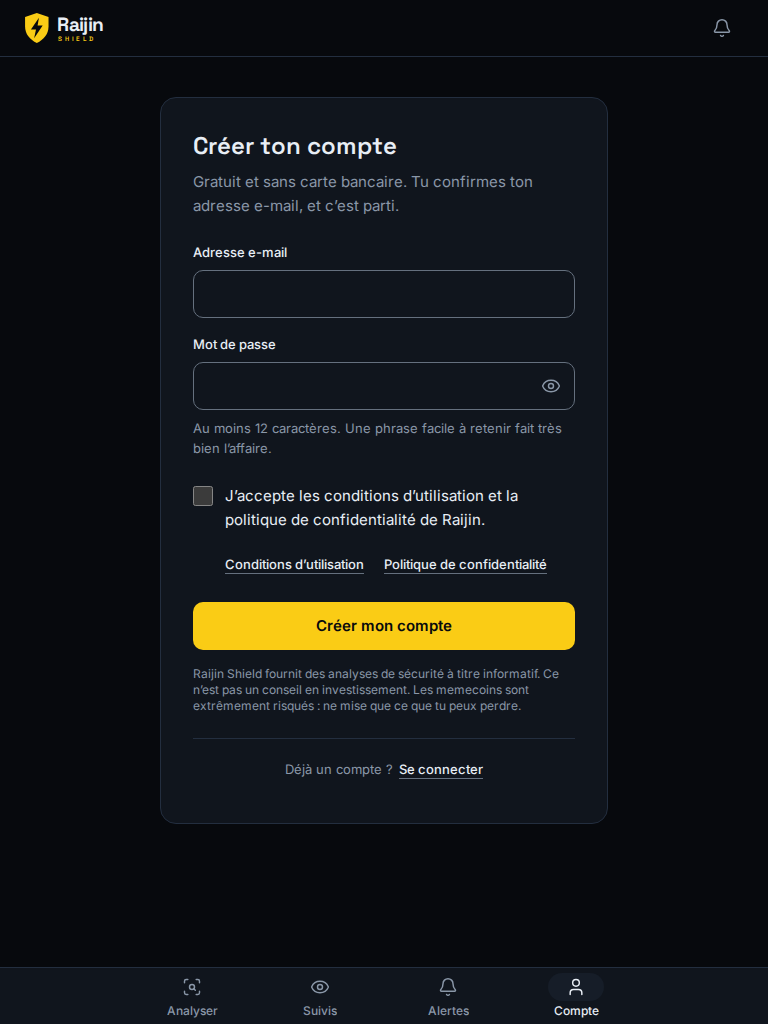 Raijin
SHIELD
Créer ton compte
Gratuit et sans carte bancaire. Tu confirmes ton
adresse e-mail, et c’est parti.
Adresse e-mail
Mot de passe
Au moins 12 caractères. Une phrase facile à retenir fait très
bien l’affaire.
J’accepte les conditions d’utilisation et la
politique de confidentialité de Raijin.
Conditions d’utilisation Politique de confidentialité
Créer mon compte
Raijin Shield fournit des analyses de sécurité à titre informatif. Ce
n’est pas un conseil en investissement. Les memecoins sont
extrêmement risqués : ne mise que ce que tu peux perdre.
Déjà un compte ? Se connecter
Analyser Suivis Alertes Compte